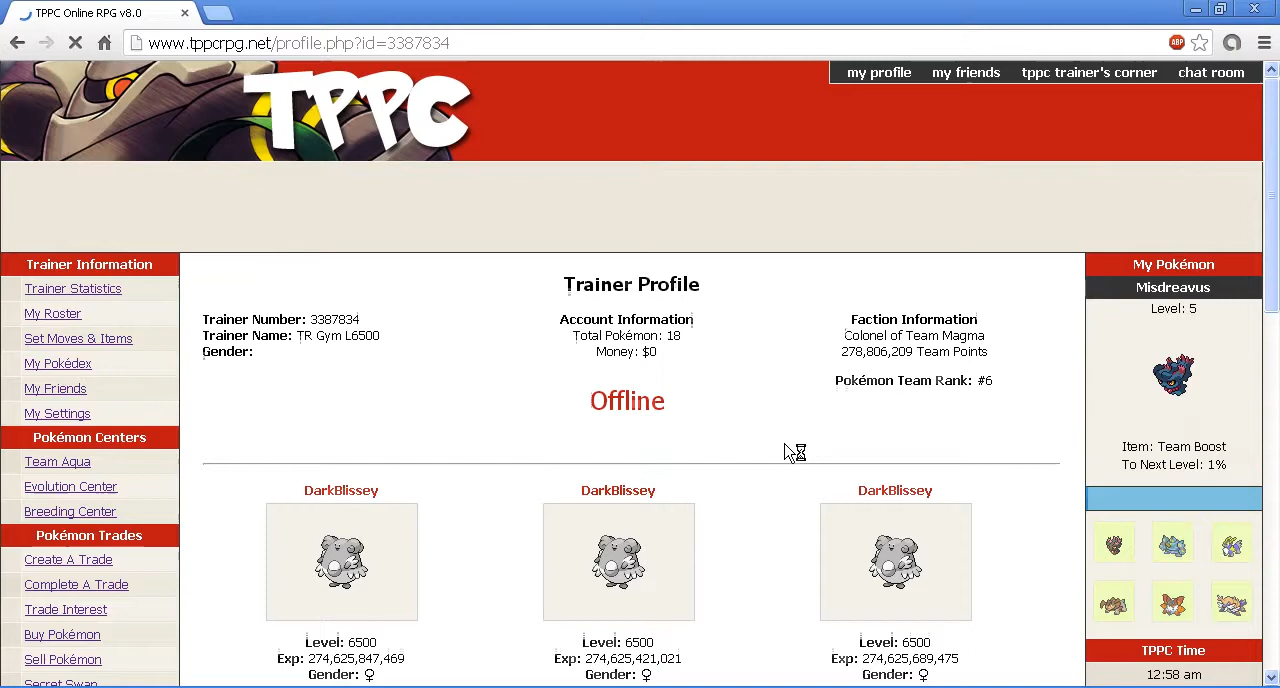 TPPC Online RPG v8.0
www.tppcrpg.net/profile.php?id=3387834
ABP
my profile my friends tppc trainer's corner chat room
TPPC
Trainer Information
Trainer Statistics
My Roster
Set Moves & Items
My Pokédex
My Friends
My Settings
Pokémon Centers
Team Aqua
Evolution Center
Breeding Center
Pokémon Trades
Create A Trade
Complete A Trade
Trade Interest
Buy Pokémon
Sell Pokémon
Secret Swap
Trainer Profile
Trainer Number: 3387834
Trainer Name: TR Gym L6500
Gender:
Account Information
Total Pokémon: 18
Money: $0
Offline
Faction Information
Colonel of Team Magma
278,806,209 Team Points
Pokémon Team Rank: #6
DarkBlissey
Level: 6500
Exp: 274,625,847,469
Gender: ♀
DarkBlissey
Level: 6500
Exp: 274,625,421,021
Gender: ♀
DarkBlissey
Level: 6500
Exp: 274,625,689,475
Gender: ♀
My Pokémon
Misdreavus
Level: 5
Item: Team Boost
To Next Level: 1%
TPPC Time
12:58 am